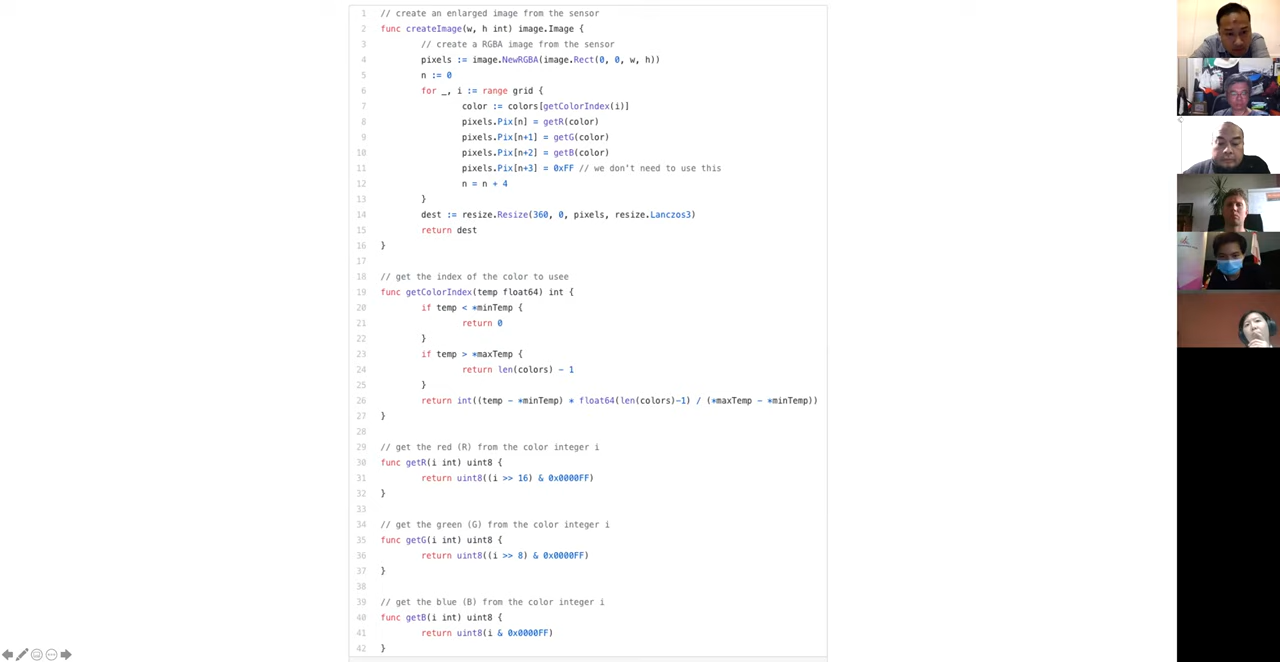 1 // create an enlarged image from the sensor
2 func createImage(w, h int) image.Image {
3 // create a RGBA image from the sensor
4 pixels := image.NewRGBA(image.Rect(0, 0, w, h))
5 n := 0
6 for _, i := range grid {
7 color := colors[getColorIndex(i)]
8 pixels.Pix[n] = getR(color)
9 pixels.Pix[n+1] = getG(color)
10 pixels.Pix[n+2] = getB(color)
11 pixels.Pix[n+3] = 0xFF // we don't need to use this
12 n = n + 4
13 }
14 dest := resize.Resize(360, 0, pixels, resize.Lanczos3)
15 return dest
16 }
17
18 // get the index of the color to usee
19 func getColorIndex(temp float64) int {
20 if temp < *minTemp {
21 return 0
22 }
23 if temp > *maxTemp {
24 return len(colors) - 1
25 }
26 return int((temp - *minTemp) * float64(len(colors)-1) / (*maxTemp - *minTemp))
27 }
28
29 // get the red (R) from the color integer i
30 func getR(i int) uint8 {
31 return uint8((i >> 16) & 0x0000FF)
32 }
33
34 // get the green (G) from the color integer i
35 func getG(i int) uint8 {
36 return uint8((i >> 8) & 0x0000FF)
37 }
38
39 // get the blue (B) from the color integer i
40 func getB(i int) uint8 {
41 return uint8(i & 0x0000FF)
42 }